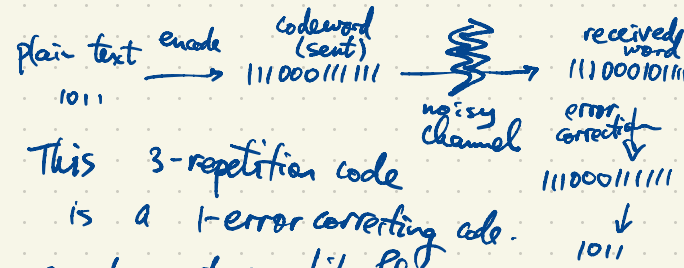 plain text
1011
encode
codeword
(sent)
111000111111
noisy
channel
received
word
error
correction
111000111111
1011
This 3-repetition code
is a 1-error correcting code.